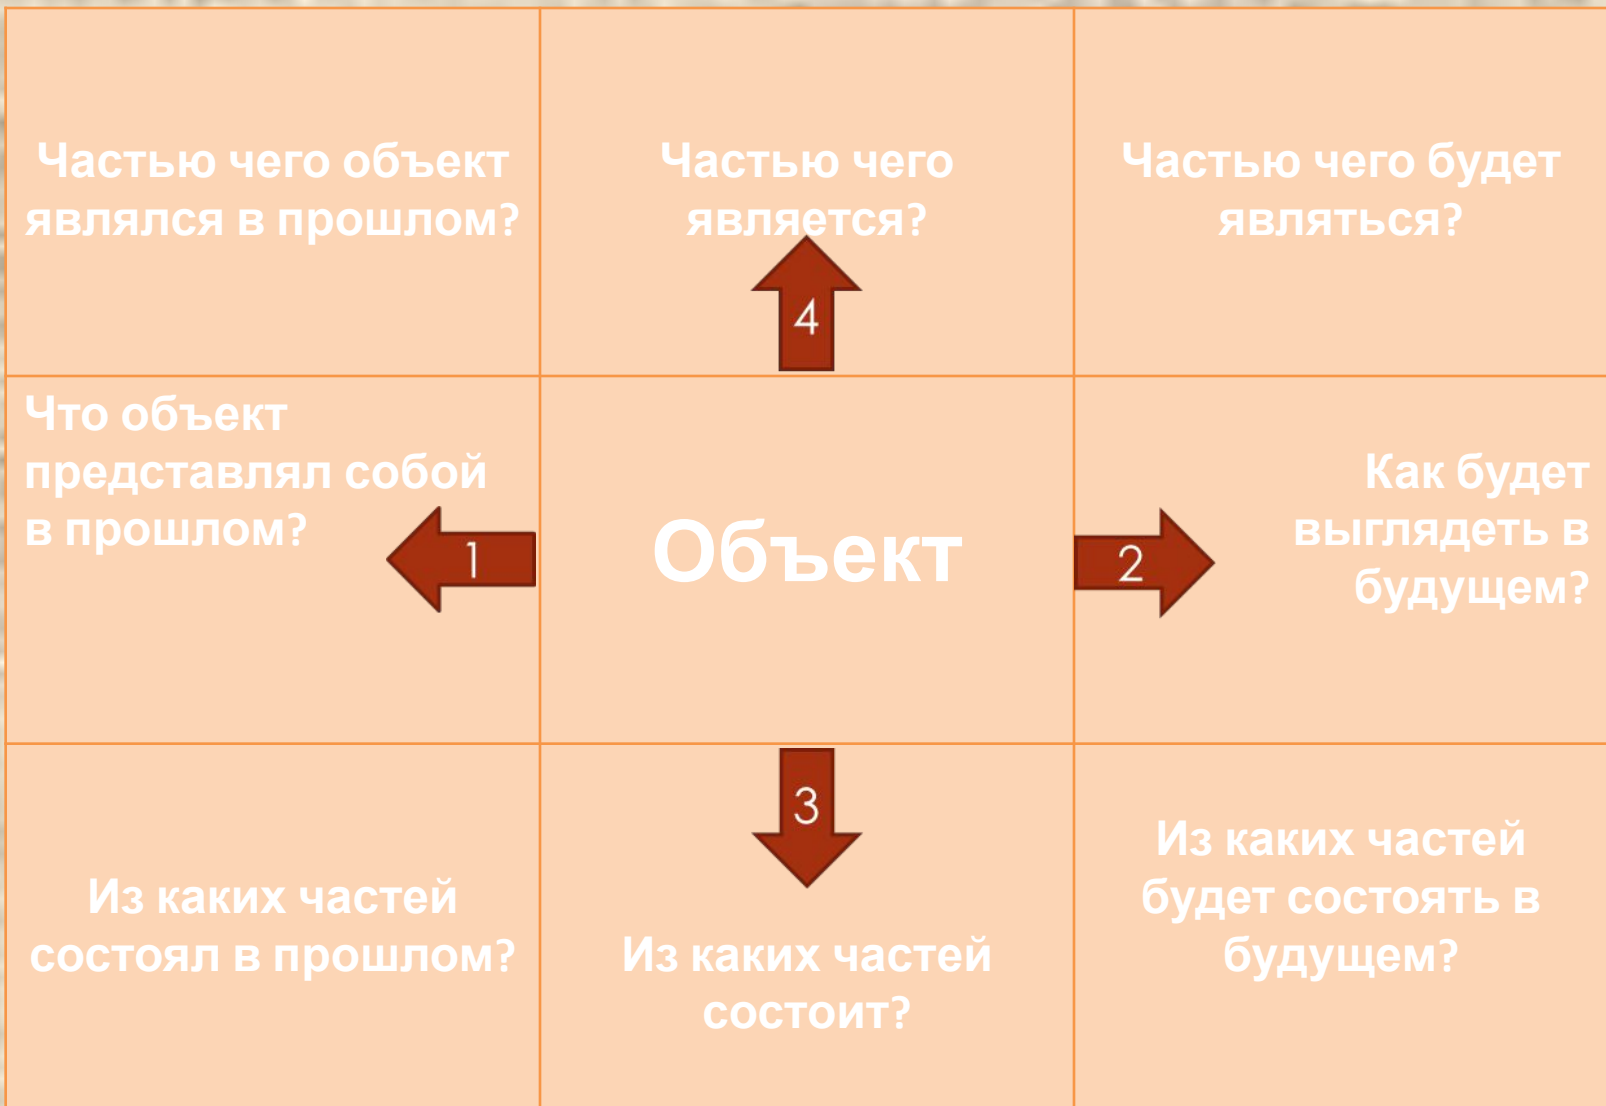 Частью чего объект
являлся в прошлом?
Частью чего
является?
4
Частью чего будет
являться?
Что объект
представлял собой
в прошлом?
1
Объект
2
Как будет
выглядеть в
будущем?
Из каких частей
состоял в прошлом?
3
Из каких частей
состоит?
Из каких частей
будет состоять в
будущем?